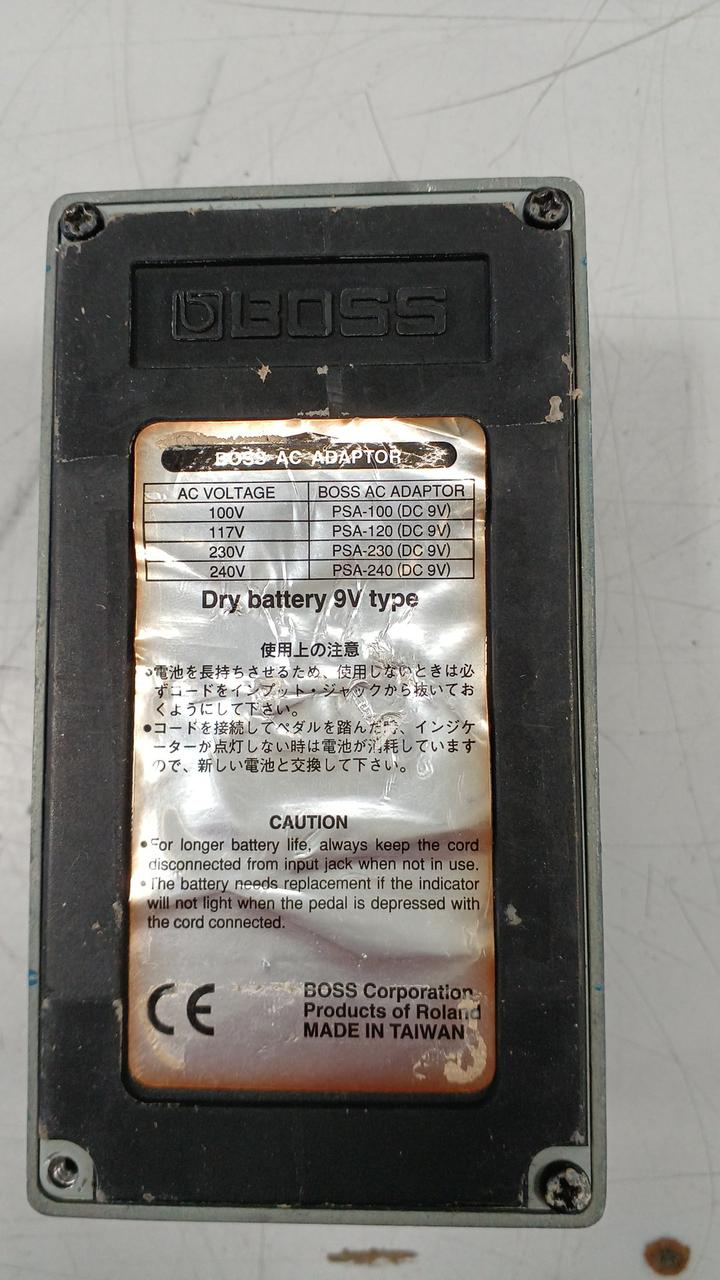 BOSS
BOSS AC ADAPTOR
AC VOLTAGE BOSS AC ADAPTOR
100V PSA-100 (DC 9V)
117V PSA-120 (DC 9V)
230V PSA-230 (DC 9V)
240V PSA-240 (DC 9V)
Dry battery 9V type
使用上の注意
●電池を長持ちさせるため、使用しないときは必
ずコードをインプット・ジャックから抜いてお
くようにして下さい。
●コードを接続してペダルを踏んだ時、インジケ
ーターが点灯しない時は電池が消耗しています
ので、新しい電池と交換して下さい。
CAUTION
●For longer battery life, always keep the cord
disconnected from input jack when not in use.
●The battery needs replacement if the indicator
will not light when the pedal is depressed with
the cord connected.
CE
BOSS Corporation
Products of Roland
MADE IN TAIWAN